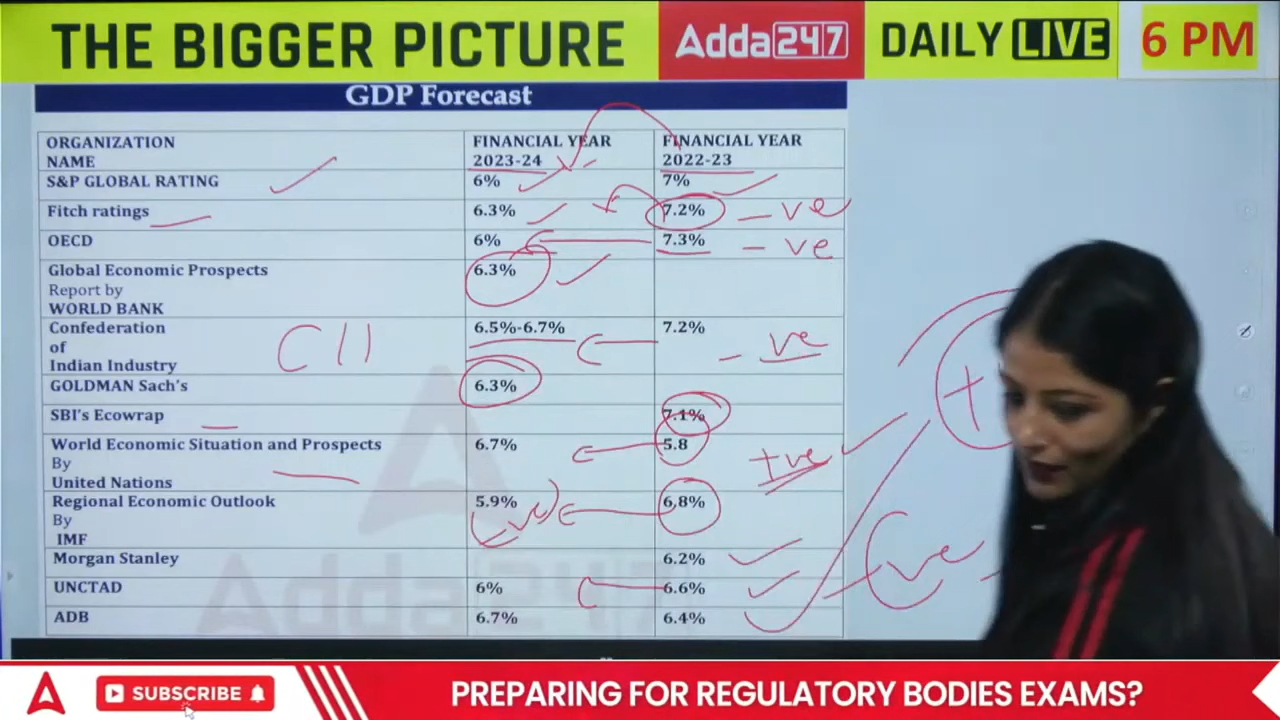 THE BIGGER PICTURE
Adda247
DAILY LIVE
6 PM
GDP Forecast
ORGANIZATION NAME FINANCIAL YEAR 2023-24 FINANCIAL YEAR 2022-23
S&P GLOBAL RATING 6% 7%
Fitch ratings 6.3% 7.2% -ve
OECD 6% 7.3% -ve
Global Economic Prospects 6.3%
Report by
WORLD BANK
Confederation 6.5%-6.7% 7.2%
of CII -ve
Indian Industry
GOLDMAN Sach's 6.3%
SBI's Ecowrap 7.1%
World Economic Situation and Prospects 6.7% 5.8
By +ve
United Nations
Regional Economic Outlook 5.9% 6.8%
By
IMF
Morgan Stanley 6.2% -ve
UNCTAD 6% 6.6%
ADB 6.7% 6.4%
Adda247
SUBSCRIBE
PREPARING FOR REGULATORY BODIES EXAMS?